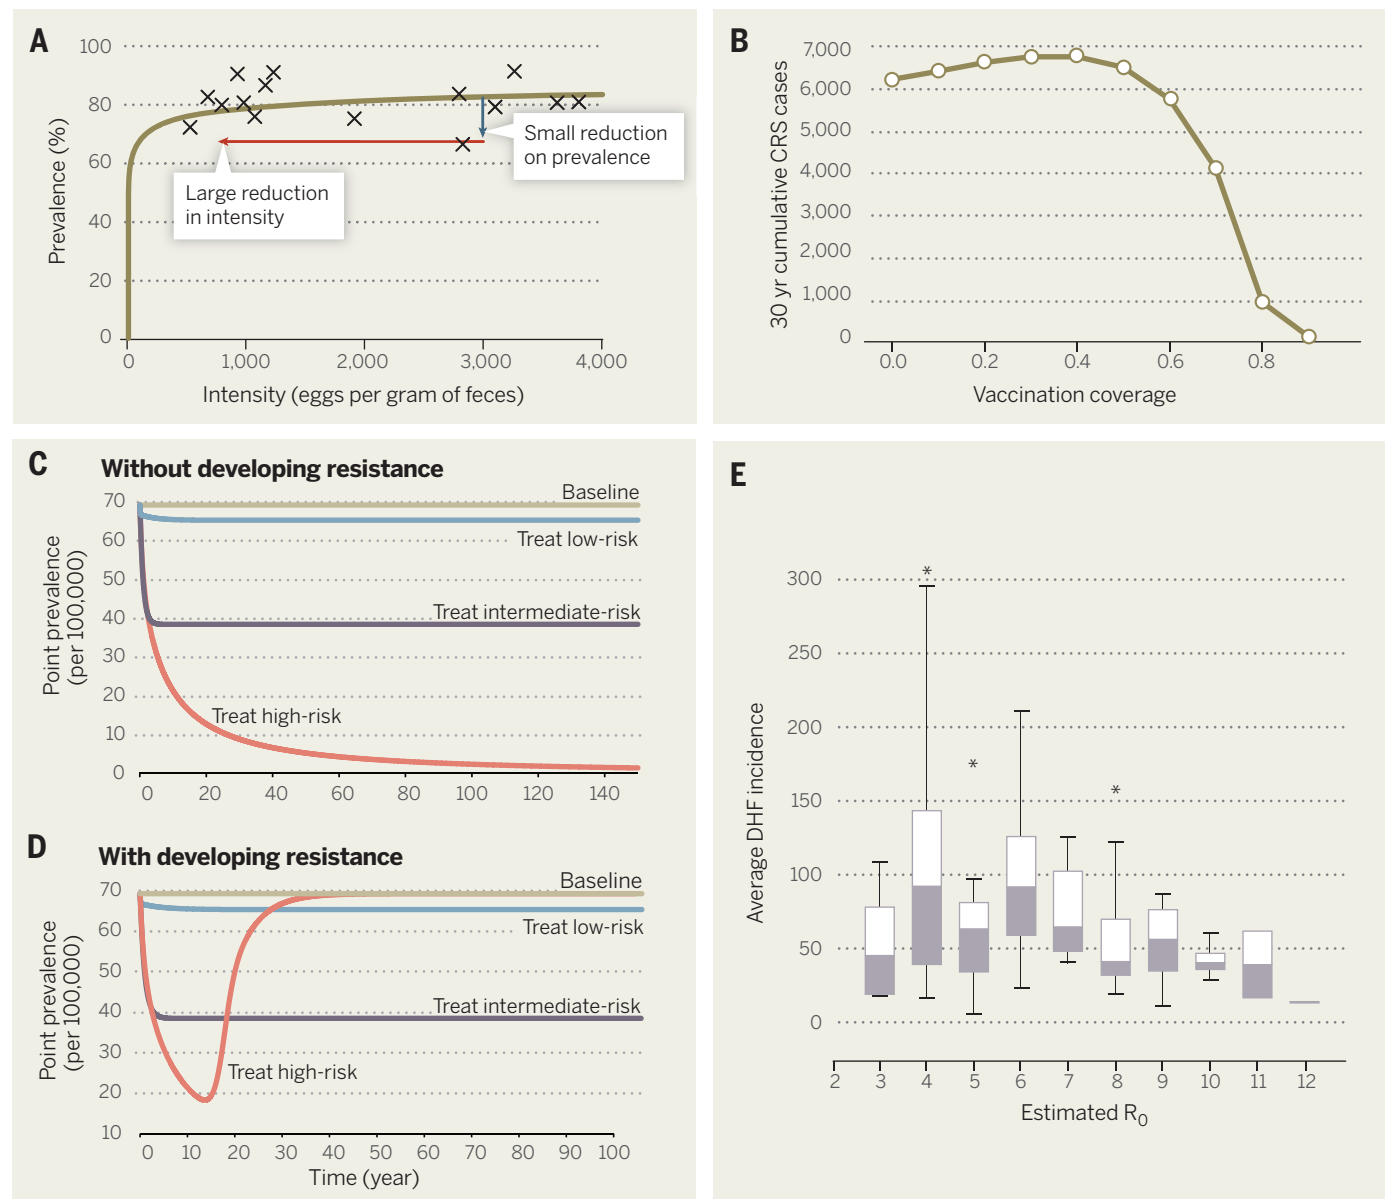 A
100
80
60
40
20
0
Prevalence (%)
Small reduction
on prevalence
Large reduction
in intensity
0
1,000
2,000
3,000
4,000
Intensity (eggs per gram of feces)
B
7,000
6,000
5,000
4,000
3,000
2,000
1,000
0
30 yr cumulative CRS cases
0.0
0.2
0.4
0.6
0.8
Vaccination coverage
C
Without developing resistance
70
60
50
40
30
20
10
0
Point prevalence
(per 100,000)
Baseline
Treat low-risk
Treat intermediate-risk
Treat high-risk
0
20
40
60
80
100
120
140
D
With developing resistance
70
60
50
40
30
20
10
Point prevalence
(per 100,000)
Baseline
Treat low-risk
Treat intermediate-risk
Treat high-risk
0
10
20
30
40
50
60
70
80
90
100
Time (year)
E
300
250
200
150
100
50
0
Average DHF incidence
*
*
*
2
3
4
5
6
7
8
9
10
11
12
Estimated R0